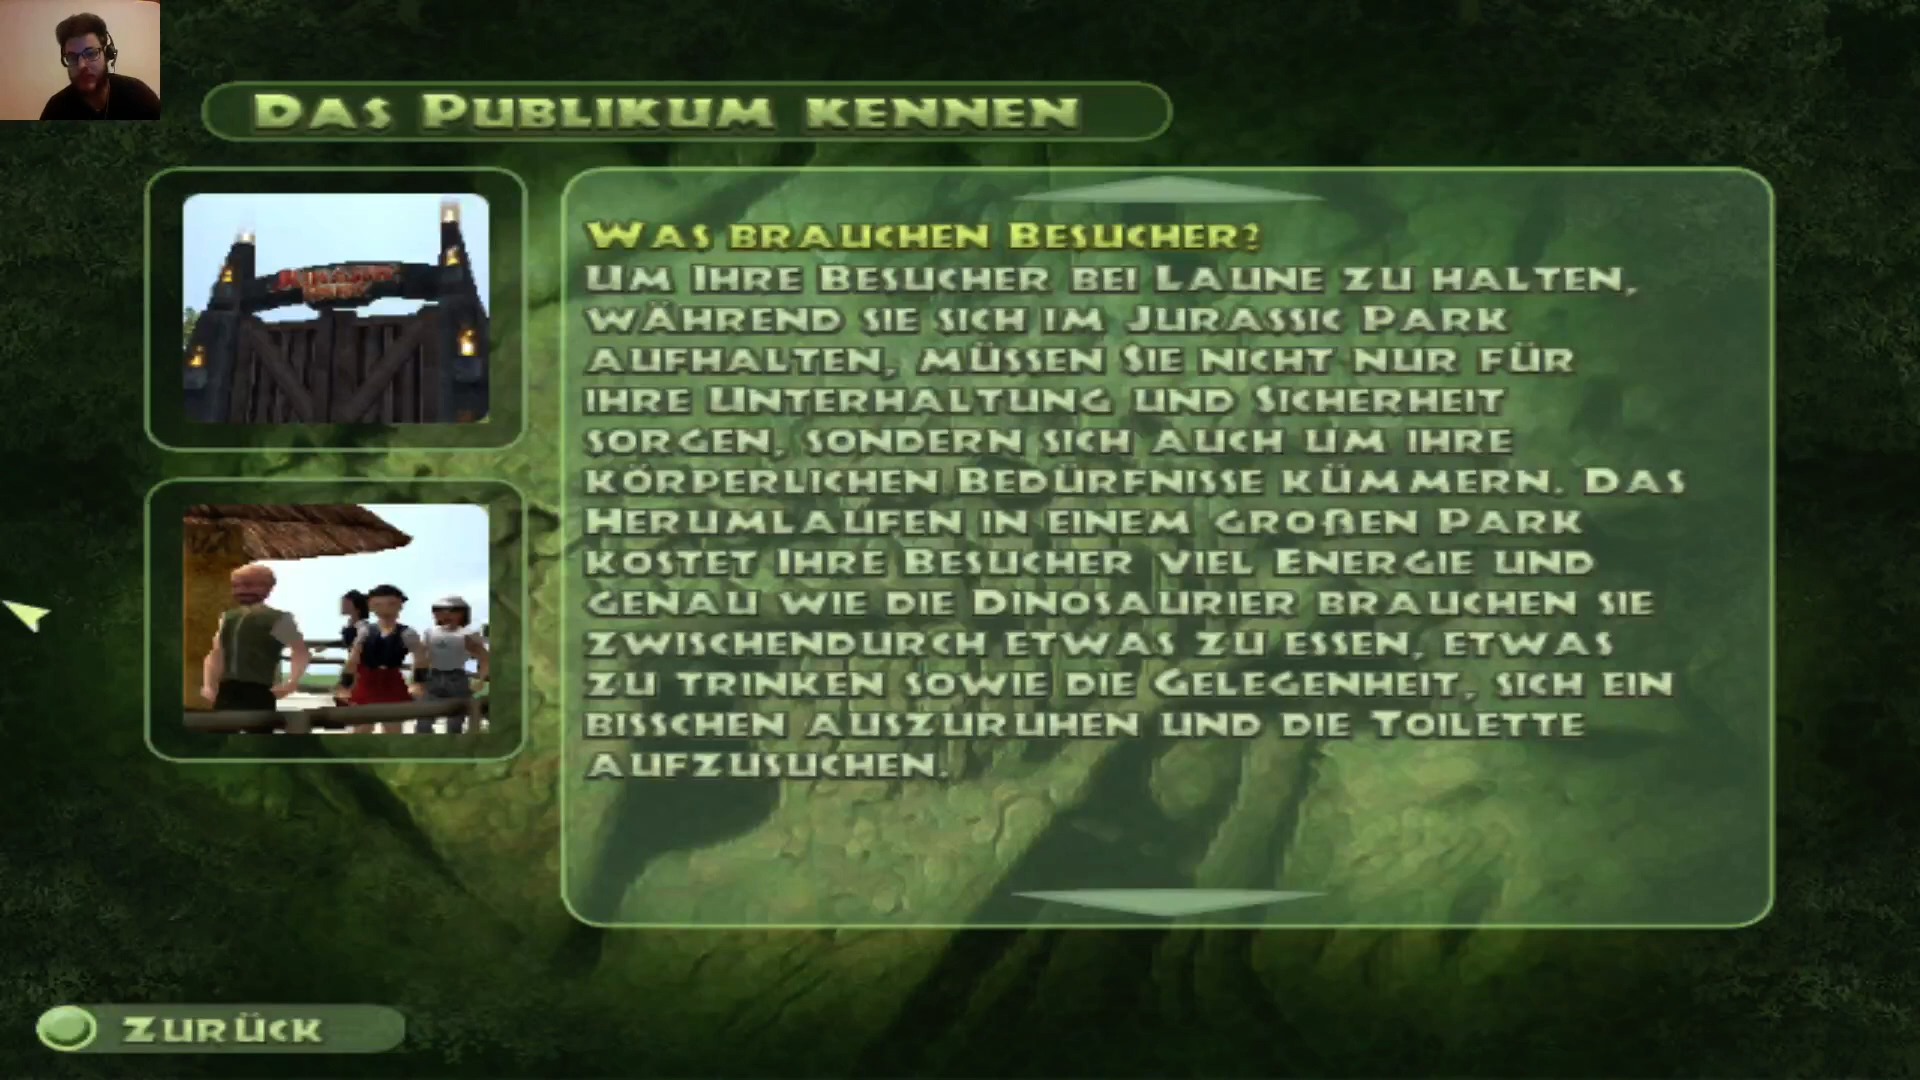 Das Publikum kennen
Was brauchen Besucher?
Um Ihre Besucher bei Laune zu halten,
während sie sich im Jurassic Park
aufhalten, müssen Sie nicht nur für
ihre Unterhaltung und Sicherheit
sorgen, sondern sich auch um ihre
körperlichen Bedürfnisse kümmern. Das
Herumlaufen in einem großen Park
kostet Ihre Besucher viel Energie und
genau wie die Dinosaurier brauchen sie
zwischendurch etwas zu essen, etwas
zu trinken sowie die Gelegenheit, sich ein
bisschen auszuruhen und die Toilette
aufzusuchen.
Zurück